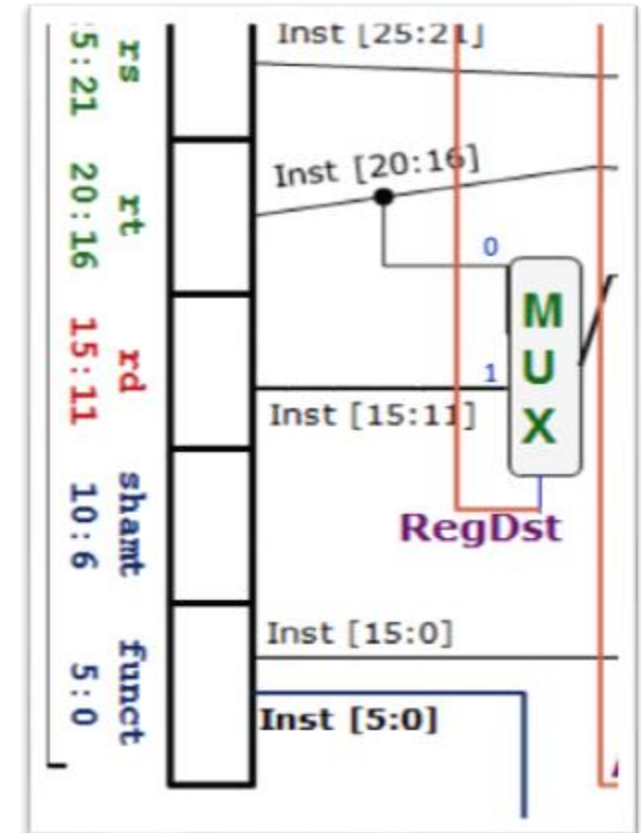 Inst [25:21]
5:21 rs
Inst [20:16]
20:16 rt
0
M
U
X
1
15:11 rd
Inst [15:11]
10:6 shamt
RegDst
Inst [15:0]
5:0 funct
Inst [5:0]